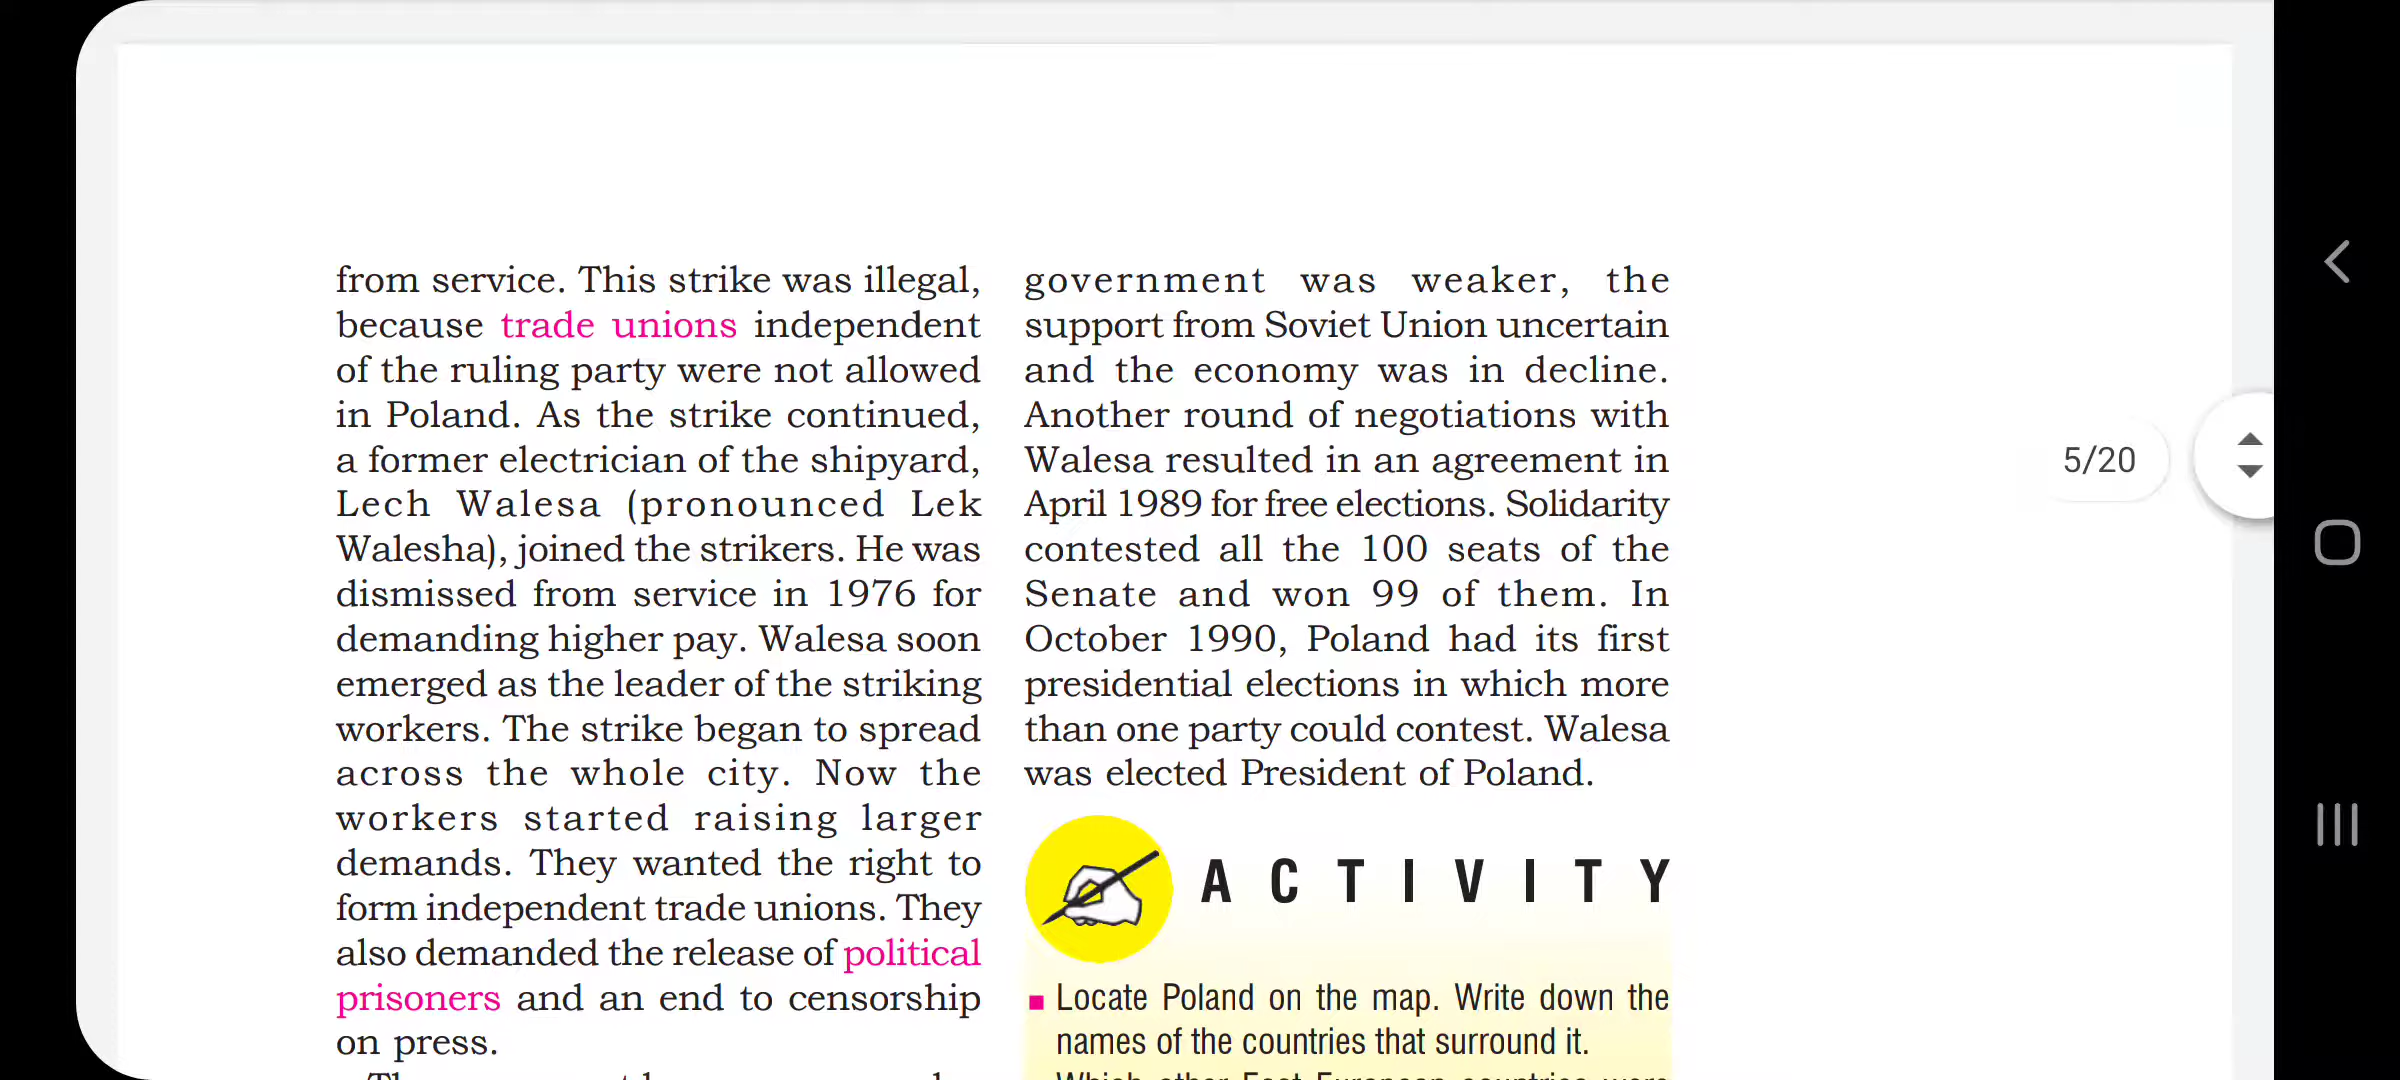 from service. This strike was illegal,
because trade unions independent
of the ruling party were not allowed
in Poland. As the strike continued,
a former electrician of the shipyard,
Lech Walesa (pronounced Lek
Walesha), joined the strikers. He was
dismissed from service in 1976 for
demanding higher pay. Walesa soon
emerged as the leader of the striking
workers. The strike began to spread
across the whole city. Now the
workers started raising larger
demands. They wanted the right to
form independent trade unions. They
also demanded the release of political
prisoners and an end to censorship
on press.
government was weaker, the
support from Soviet Union uncertain
and the economy was in decline.
Another round of negotiations with
Walesa resulted in an agreement in
April 1989 for free elections. Solidarity
contested all the 100 seats of the
Senate and won 99 of them. In
October 1990, Poland had its first
presidential elections in which more
than one party could contest. Walesa
was elected President of Poland.
ACTIVITY
Locate Poland on the map. Write down the
names of the countries that surround it.
Which other East European countries were
5/20